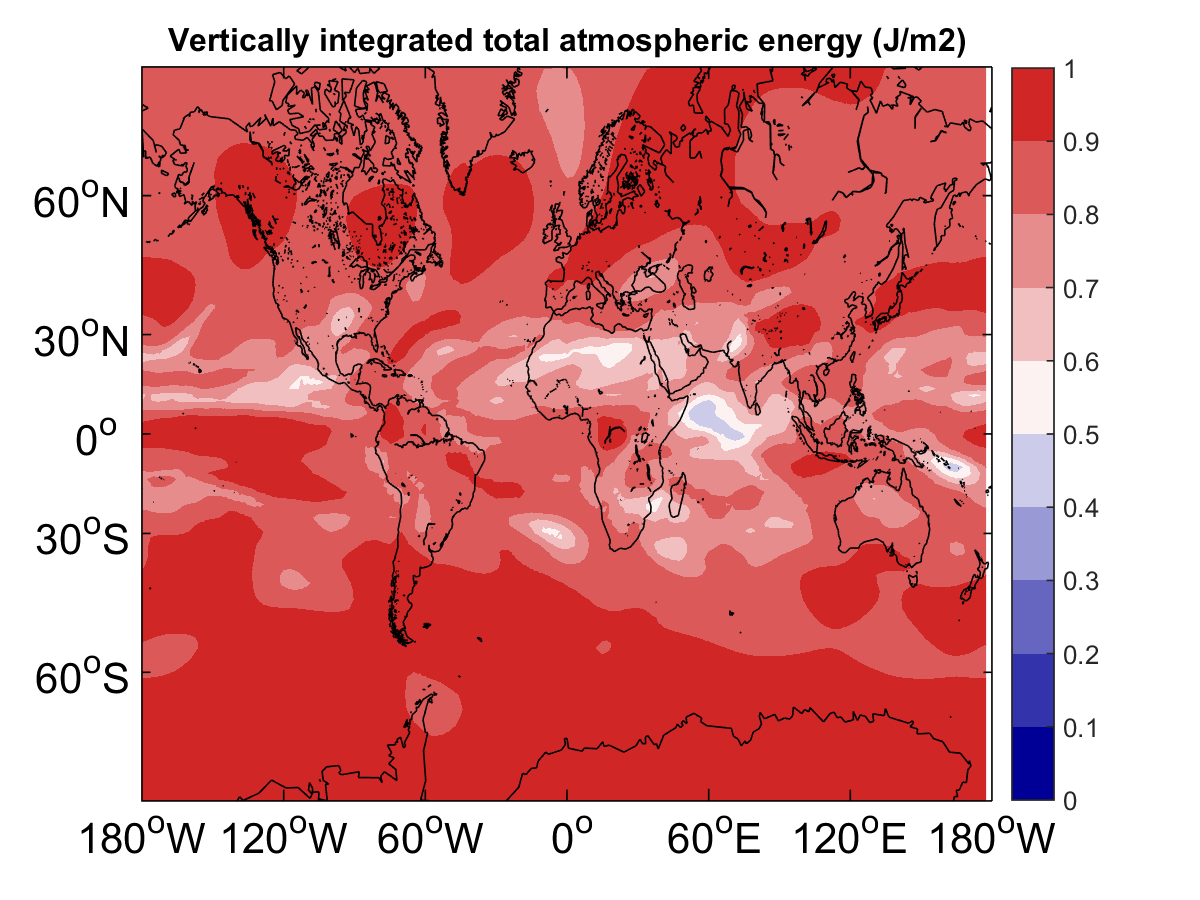 Vertically integrated total atmospheric energy (J/m2)
60°N
30°N
0°
30°S
60°S
180°W 120°W 60°W 0° 60°E 120°E 180°W
1
0.9
0.8
0.7
0.6
0.5
0.4
0.3
0.2
0.1
0